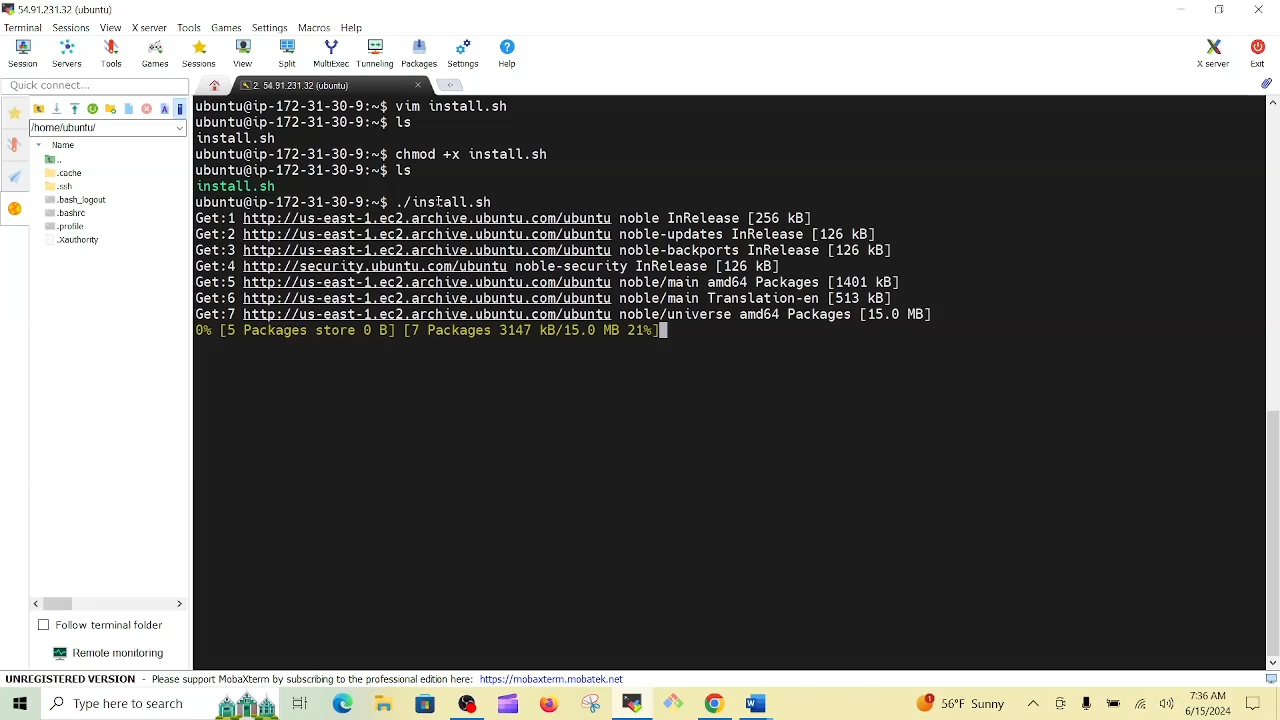 54.91.231.32 (ubuntu)
Terminal Sessions View X server Tools Games Settings Macros Help
Session Servers Tools Games Sessions View Split MultiExec Tunneling Packages Settings Help X server Exit
Quick connect...
2. 54.91.231.32 (ubuntu)
/home/ubuntu/
Name
..
.cache
.ssh
.bash_logout
.bashrc
.profile
.Xauthority
ubuntu@ip-172-31-30-9:~$ vim install.sh
ubuntu@ip-172-31-30-9:~$ ls
install.sh
ubuntu@ip-172-31-30-9:~$ chmod +x install.sh
ubuntu@ip-172-31-30-9:~$ ls
install.sh
ubuntu@ip-172-31-30-9:~$ ./install.sh
Get:1 http://us-east-1.ec2.archive.ubuntu.com/ubuntu noble InRelease [256 kB]
Get:2 http://us-east-1.ec2.archive.ubuntu.com/ubuntu noble-updates InRelease [126 kB]
Get:3 http://us-east-1.ec2.archive.ubuntu.com/ubuntu noble-backports InRelease [126 kB]
Get:4 http://security.ubuntu.com/ubuntu noble-security InRelease [126 kB]
Get:5 http://us-east-1.ec2.archive.ubuntu.com/ubuntu noble/main amd64 Packages [1401 kB]
Get:6 http://us-east-1.ec2.archive.ubuntu.com/ubuntu noble/main Translation-en [513 kB]
Get:7 http://us-east-1.ec2.archive.ubuntu.com/ubuntu noble/universe amd64 Packages [15.0 MB]
0% [5 Packages store 0 B] [7 Packages 3147 kB/15.0 MB 21%]
Follow terminal folder
Remote monitoring
UNREGISTERED VERSION - Please support MobaXterm by subscribing to the professional edition here: https://mobaxterm.mobatek.net
Type here to search
56°F Sunny
7:36 AM
6/15/2024